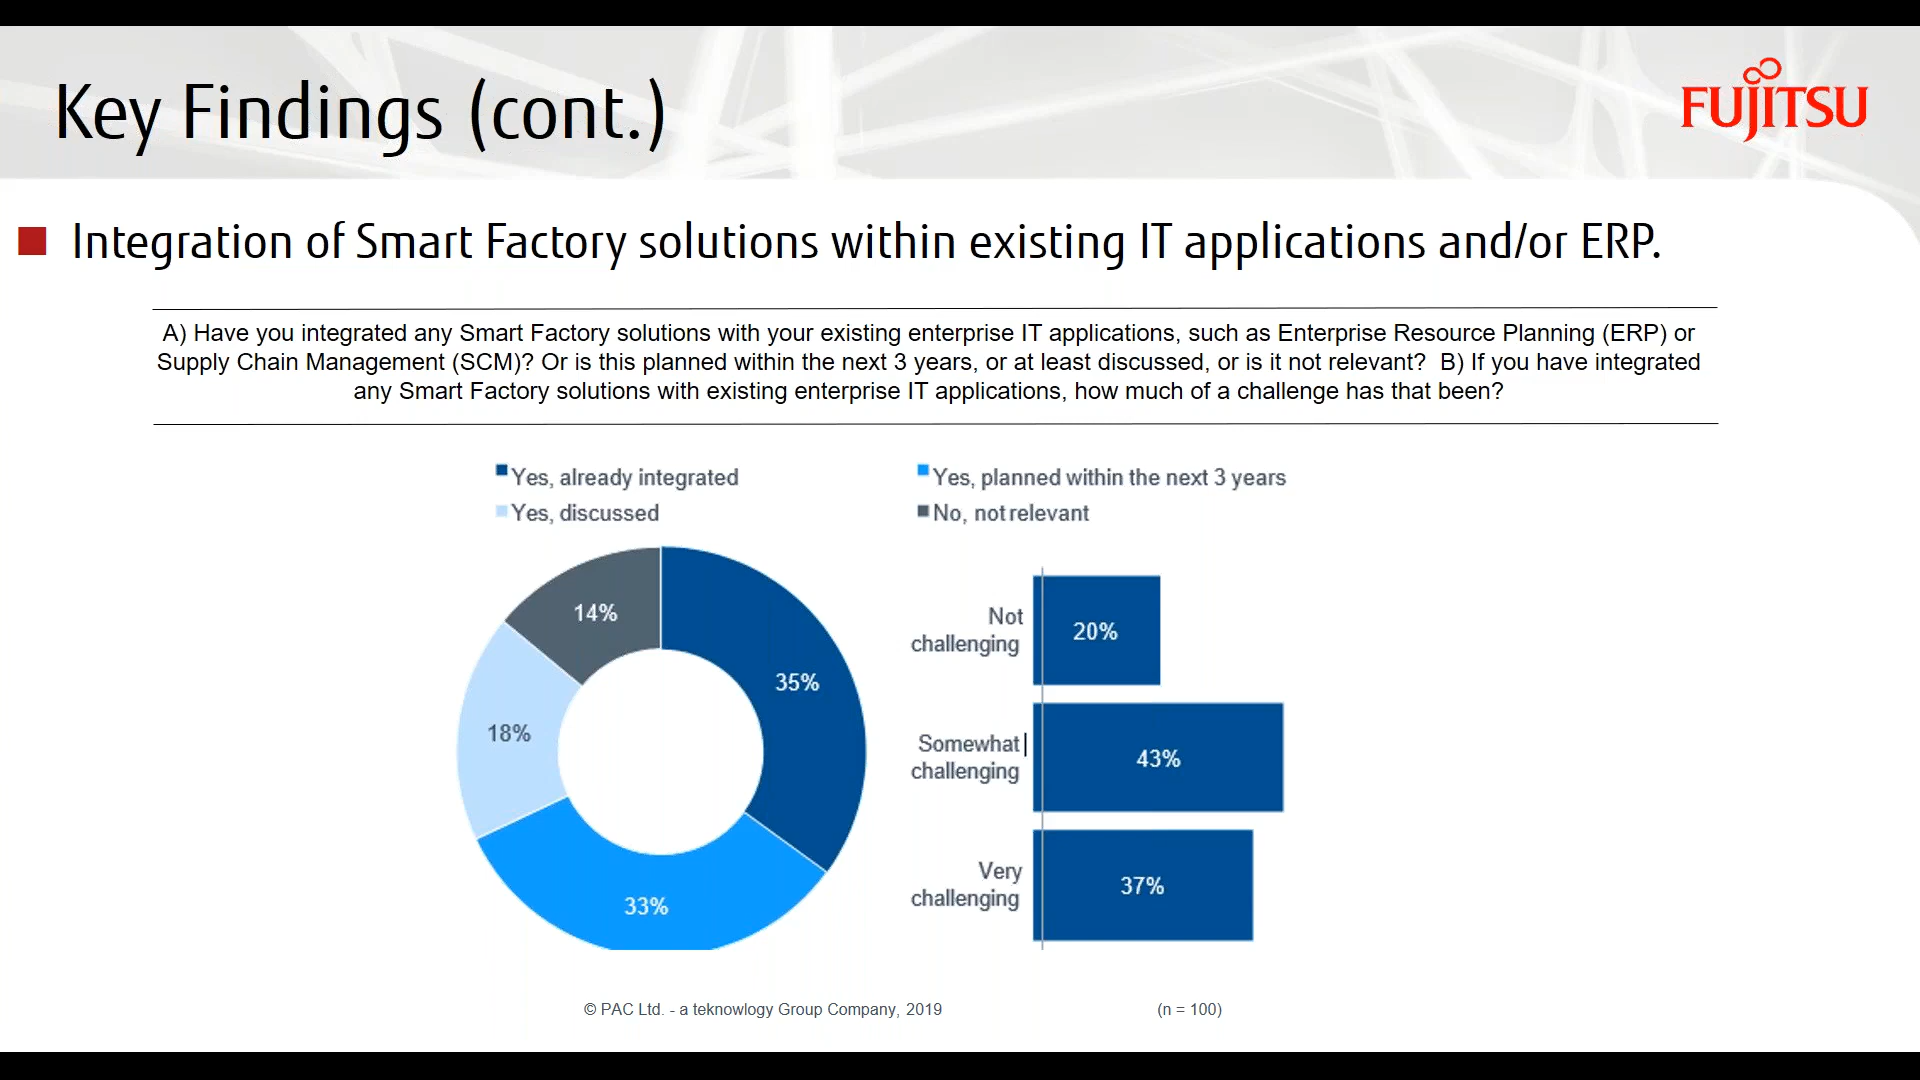 Key Findings (cont.)
FUJITSU
Integration of Smart Factory solutions within existing IT applications and/or ERP.
A) Have you integrated any Smart Factory solutions with your existing enterprise IT applications, such as Enterprise Resource Planning (ERP) or
Supply Chain Management (SCM)? Or is this planned within the next 3 years, or at least discussed, or is it not relevant? B) If you have integrated
any Smart Factory solutions with existing enterprise IT applications, how much of a challenge has that been?
Yes, already integrated
Yes, planned within the next 3 years
Yes, discussed
No, not relevant
14%
35%
18%
33%
Not
challenging
20%
Somewhat
challenging
43%
Very
challenging
37%
© PAC Ltd. - a teknowlogy Group Company, 2019
(n = 100)